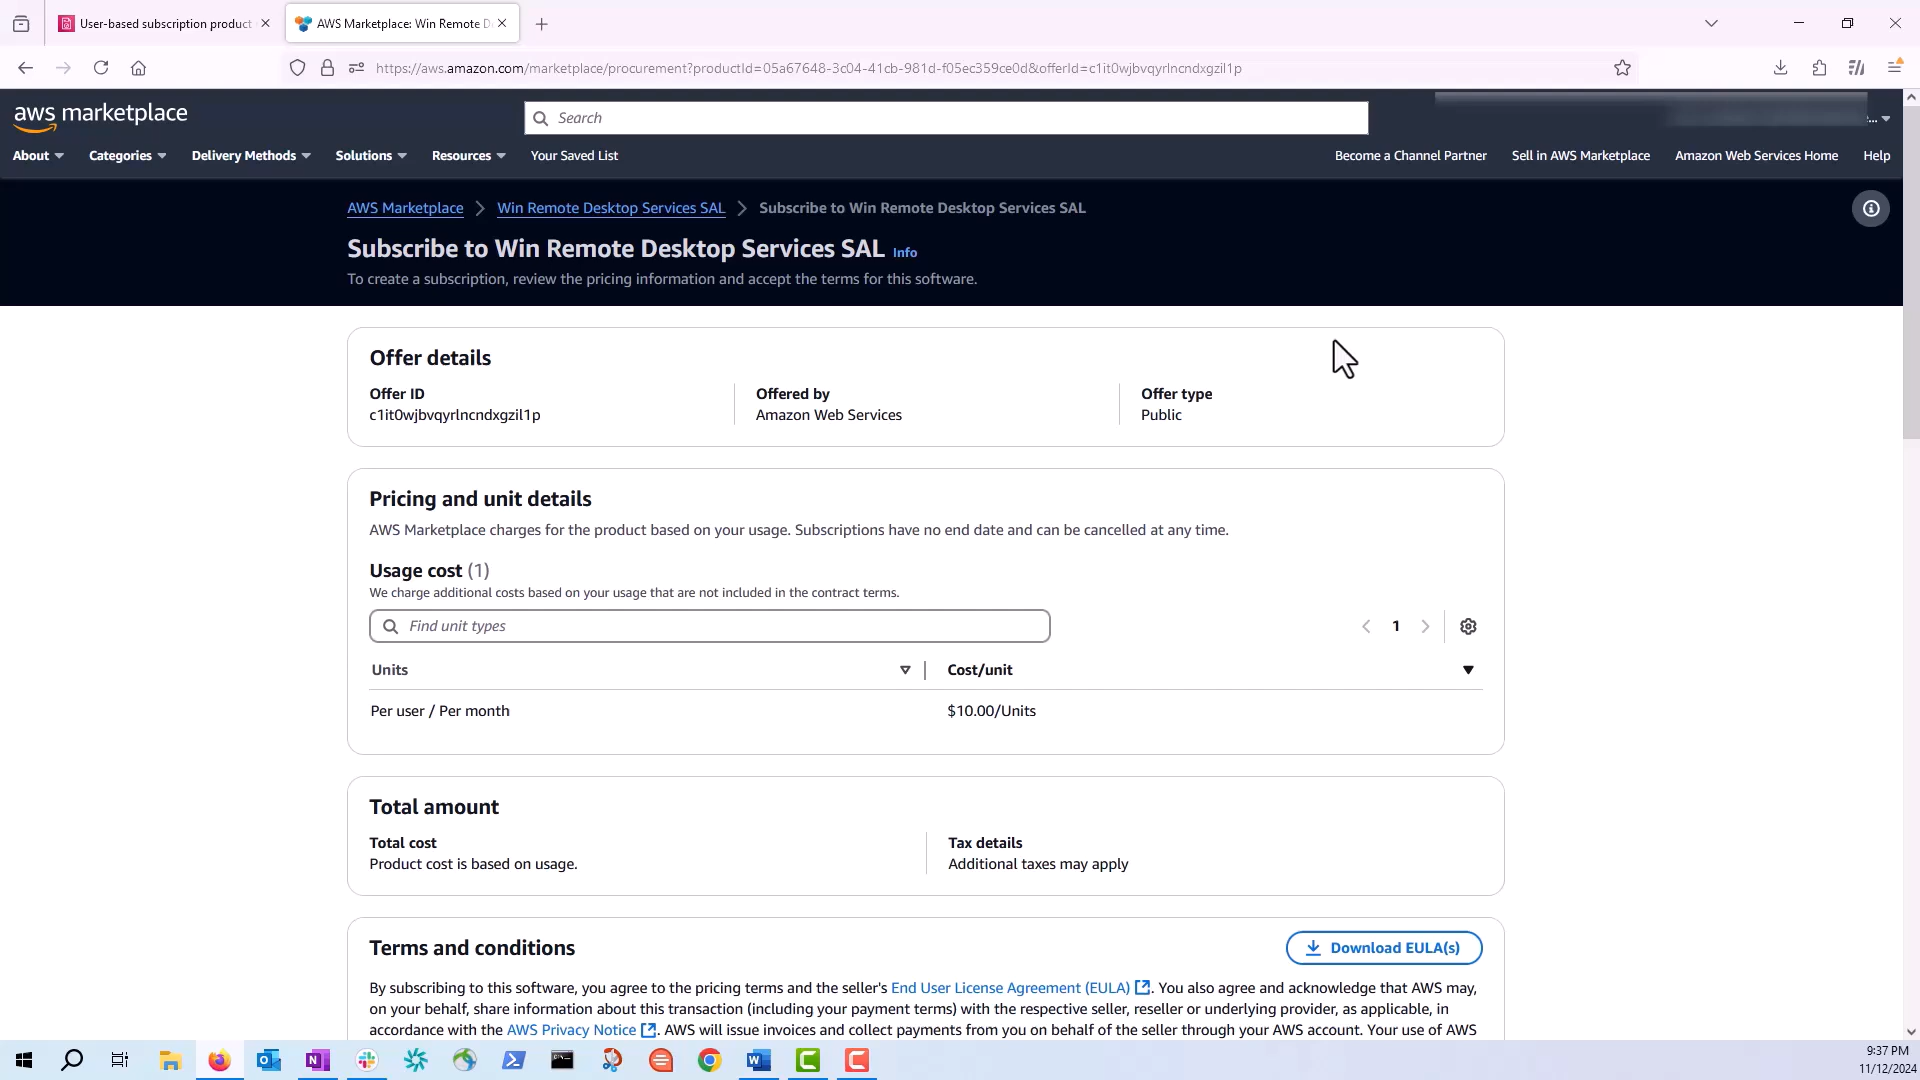 User-based subscription product
AWS Marketplace: Win Remote D
https://aws.amazon.com/marketplace/procurement?productId=05a67648-3c04-41cb-981d-f05ec359ce0d&offerId=c1it0wjbvqyrlncndxgzil1p
aws marketplace
Search
...
About
Categories
Delivery Methods
Solutions
Resources
Your Saved List
Become a Channel Partner
Sell in AWS Marketplace
Amazon Web Services Home
Help
AWS Marketplace > Win Remote Desktop Services SAL > Subscribe to Win Remote Desktop Services SAL
Subscribe to Win Remote Desktop Services SAL Info
To create a subscription, review the pricing information and accept the terms for this software.
Offer details
Offer ID
c1it0wjbvqyrlncndxgzil1p
Offered by
Amazon Web Services
Offer type
Public
Pricing and unit details
AWS Marketplace charges for the product based on your usage. Subscriptions have no end date and can be cancelled at any time.
Usage cost (1)
We charge additional costs based on your usage that are not included in the contract terms.
Find unit types
1
Units
Cost/unit
Per user / Per month
$10.00/Units
Total amount
Total cost
Product cost is based on usage.
Tax details
Additional taxes may apply
Terms and conditions
Download EULA(s)
By subscribing to this software, you agree to the pricing terms and the seller's End User License Agreement (EULA). You also agree and acknowledge that AWS may,
on your behalf, share information about this transaction (including your payment terms) with the respective seller, reseller or underlying provider, as applicable, in
accordance with the AWS Privacy Notice. AWS will issue invoices and collect payments from you on behalf of the seller through your AWS account. Your use of AWS
9:37 PM
11/12/2024